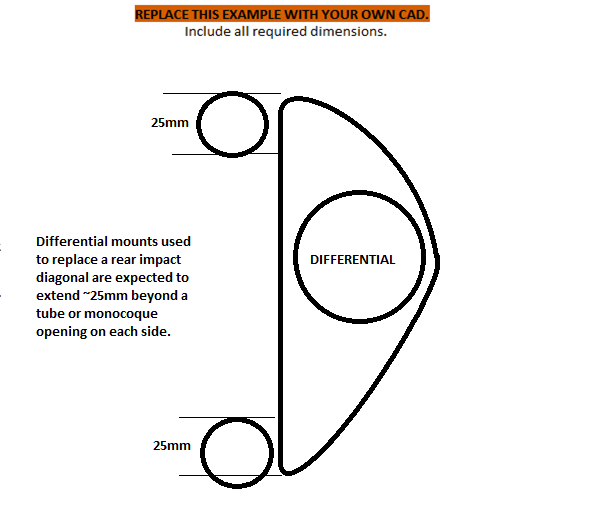 REPLACE THIS EXAMPLE WITH YOUR OWN CAD.
Include all required dimensions.
25mm
Differential mounts used
to replace a rear impact
diagonal are expected to
extend ~25mm beyond a
tube or monocoque
opening on each side.
DIFFERENTIAL
25mm